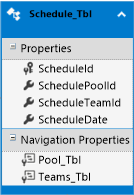 Schedule_Tbl
Properties
ScheduleId
SchedulePoolId
ScheduleTeamId
ScheduleDate
Navigation Properties
Pool_Tbl
Teams_Tbl